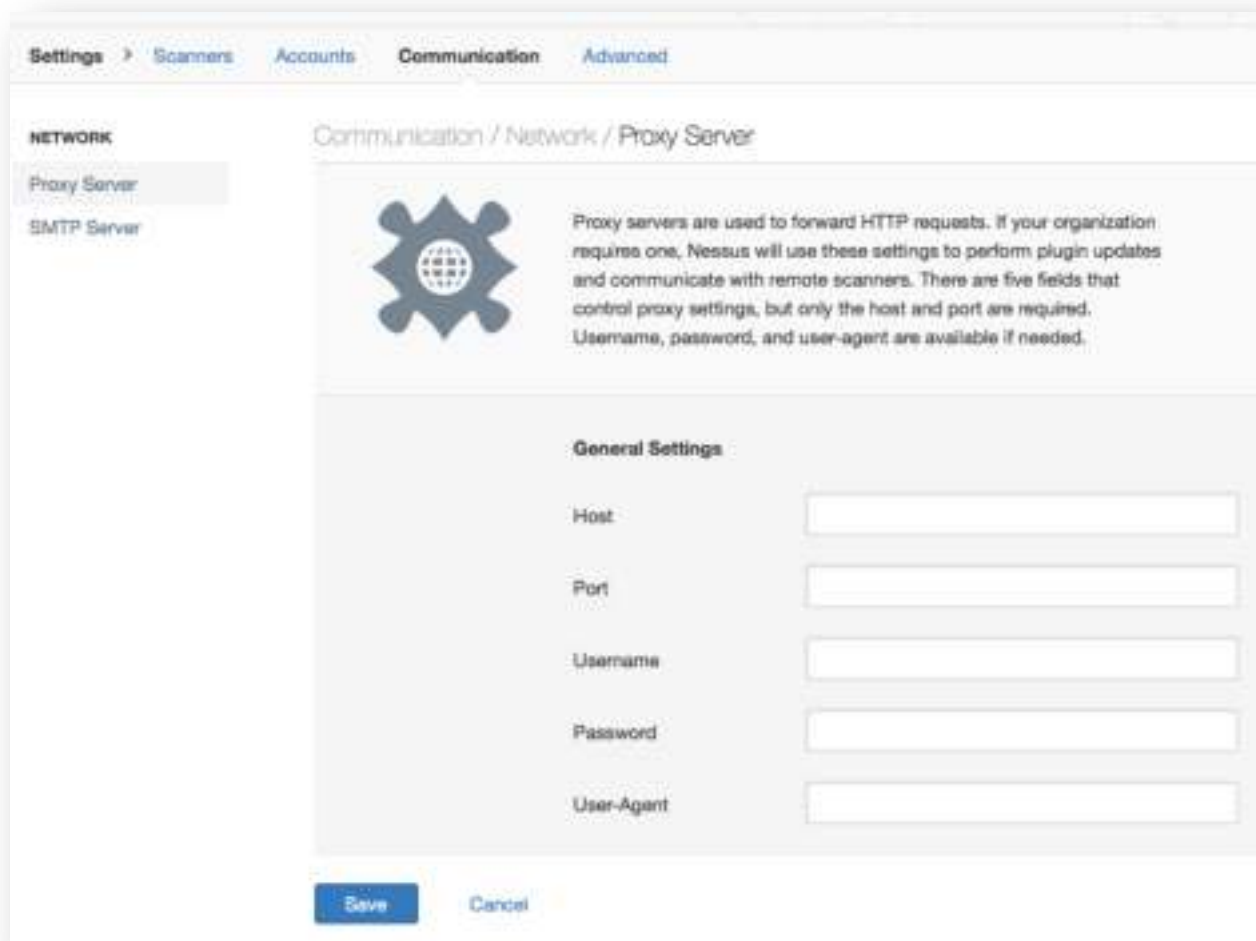 Settings > Scanners Accounts Communication Advanced
NETWORK
Proxy Server
SMTP Server
Communication / Network / Proxy Server
Proxy servers are used to forward HTTP requests. If your organization
requires one, Nessus will use these settings to perform plugin updates
and communicate with remote scanners. There are five fields that
control proxy settings, but only the host and port are required.
Username, password, and user-agent are available if needed.
General Settings
Host
Port
Username
Password
User-Agent
Save Cancel